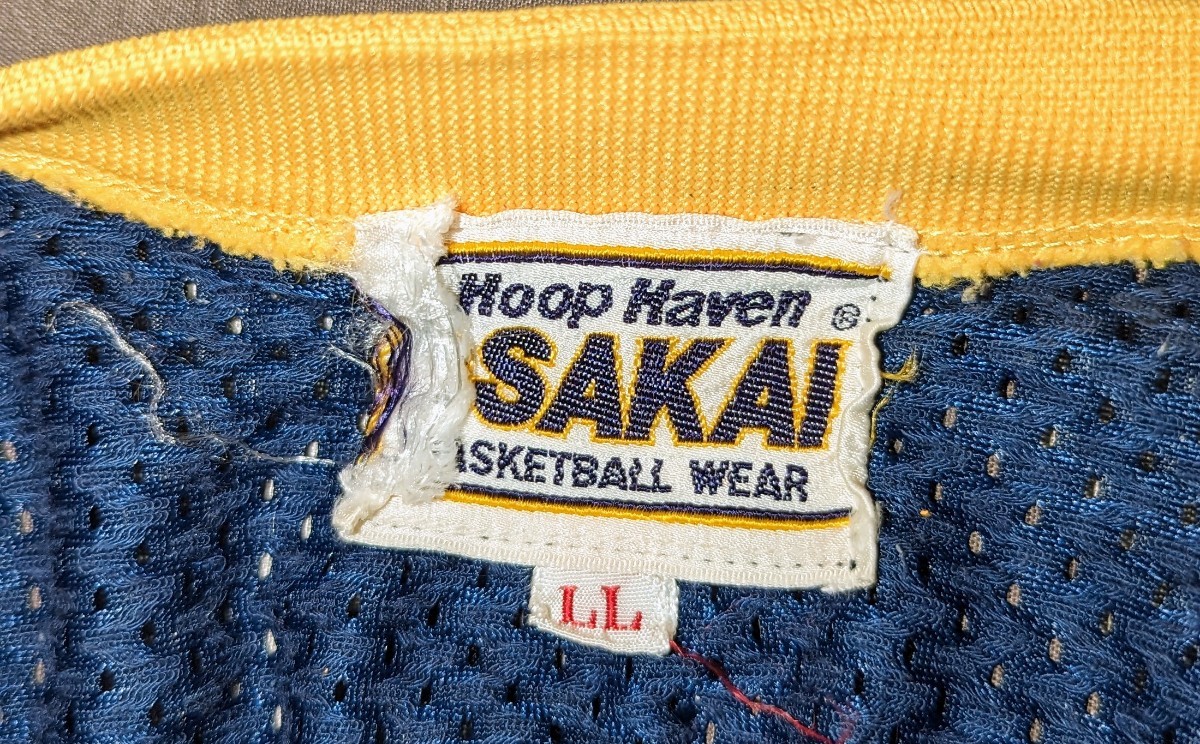 Hoop Haven ®
SAKAI
ASKETBALL WEAR
LL